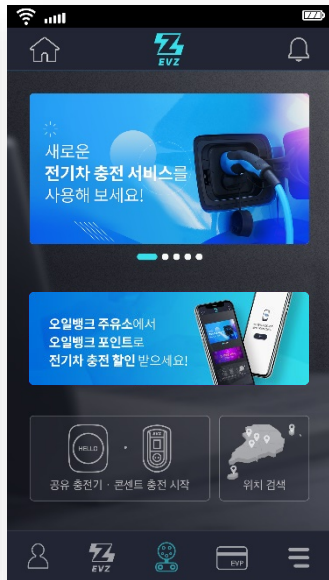 EVZ
새로운
전기차 충전 서비스를
사용해 보세요!
오일뱅크 주유소에서
오일뱅크 포인트로
전기차 충전 할인 받으세요!
HELLO
EVZ
공유 충전기 · 콘센트 충전 시작
위치 검색
EVZ
EVP